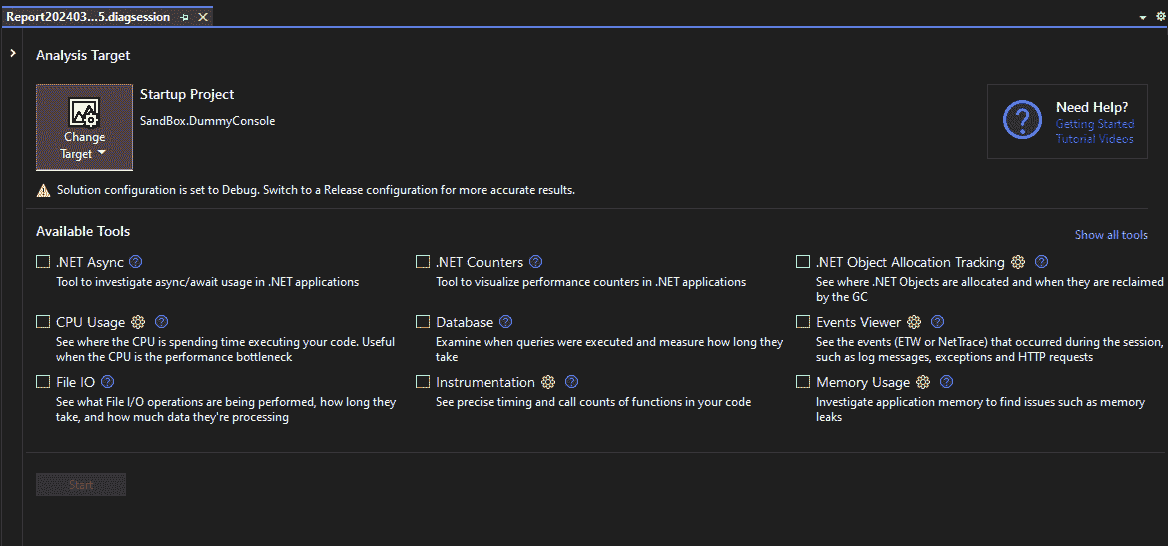 Report202403...5.diagsession
Analysis Target
Change
Target
Startup Project
SandBox.DummyConsole
Need Help?
Getting Started
Tutorial Videos
Solution configuration is set to Debug. Switch to a Release configuration for more accurate results.
Available Tools
Show all tools
.NET Async
Tool to investigate async/await usage in .NET applications
.NET Counters
Tool to visualize performance counters in .NET applications
.NET Object Allocation Tracking
See where .NET Objects are allocated and when they are reclaimed
by the GC
CPU Usage
See where the CPU is spending time executing your code. Useful
when the CPU is the performance bottleneck
Database
Examine when queries were executed and measure how long they
take
Events Viewer
See the events (ETW or NetTrace) that occurred during the session,
such as log messages, exceptions and HTTP requests
File IO
See what File I/O operations are being performed, how long they
take, and how much data they're processing
Instrumentation
See precise timing and call counts of functions in your code
Memory Usage
Investigate application memory to find issues such as memory
leaks
Start